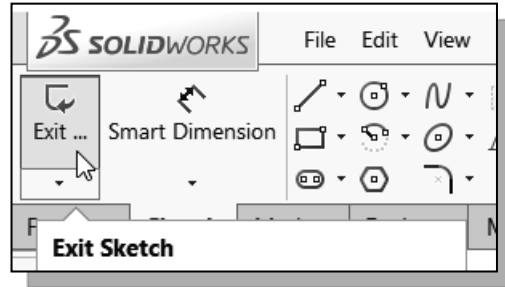 SOLIDWORKS File Edit View
Exit ... Smart Dimension
Exit Sketch